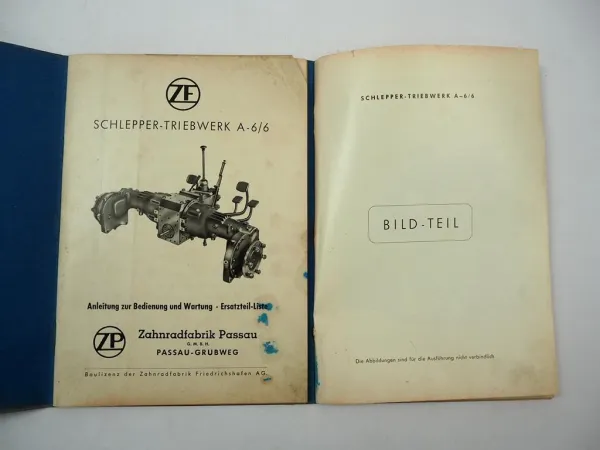 ZF
SCHLEPPER-TRIEBWERK A-6/6
Anleitung zur Bedienung und Wartung - Ersatzteil-Liste
ZP
Zahnradfabrik Passau
G.M.B.H.
PASSAU-GRUBWEG
Baulizenz der Zahnradfabrik Friedrichshafen AG.
SCHLEPPER-TRIEBWERK A-6/6
BILD-TEIL
Die Abbildungen sind für die Ausführung nicht verbindlich